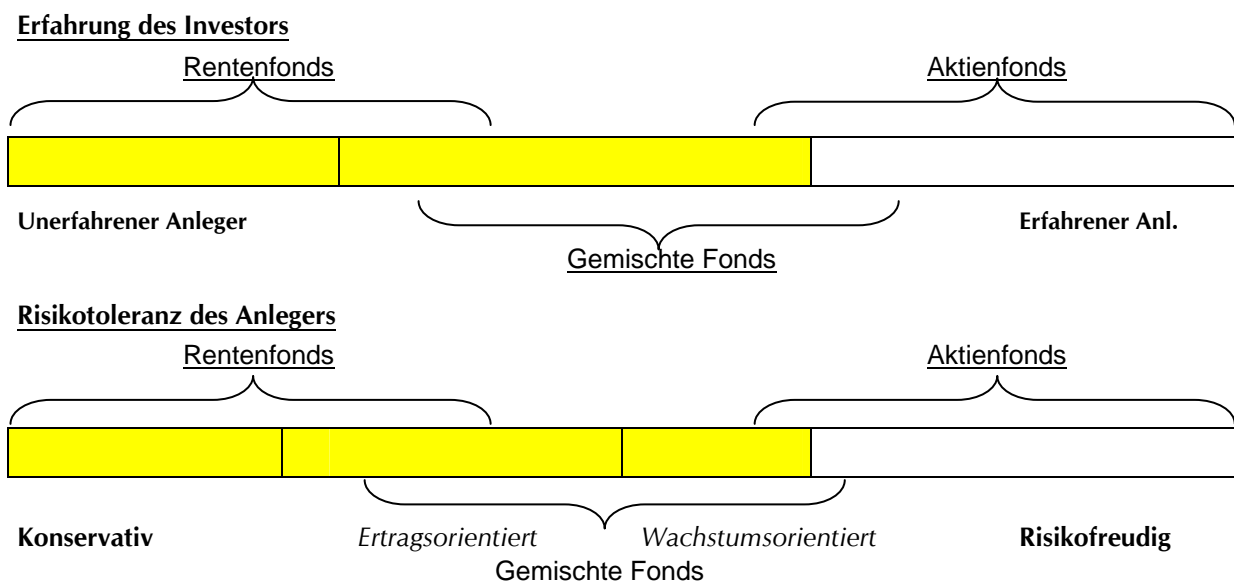 Erfahrung des Investors
Rentenfonds Aktienfonds
Unerfahrener Anleger Erfahrener Anl.
Gemischte Fonds
Risikotoleranz des Anlegers
Rentenfonds Aktienfonds
Konservativ Ertragsorientiert Wachstumsorientiert Risikofreudig
Gemischte Fonds